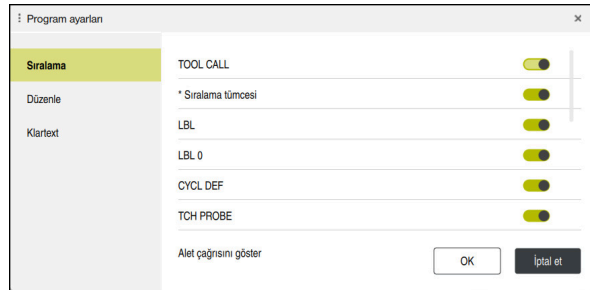 Program ayarları
Sıralama
Düzenle
Klartext
TOOL CALL
* Sıralama tümcesi
LBL
LBL 0
CYCL DEF
TCH PROBE
Alet çağrısını göster
OK
İptal et